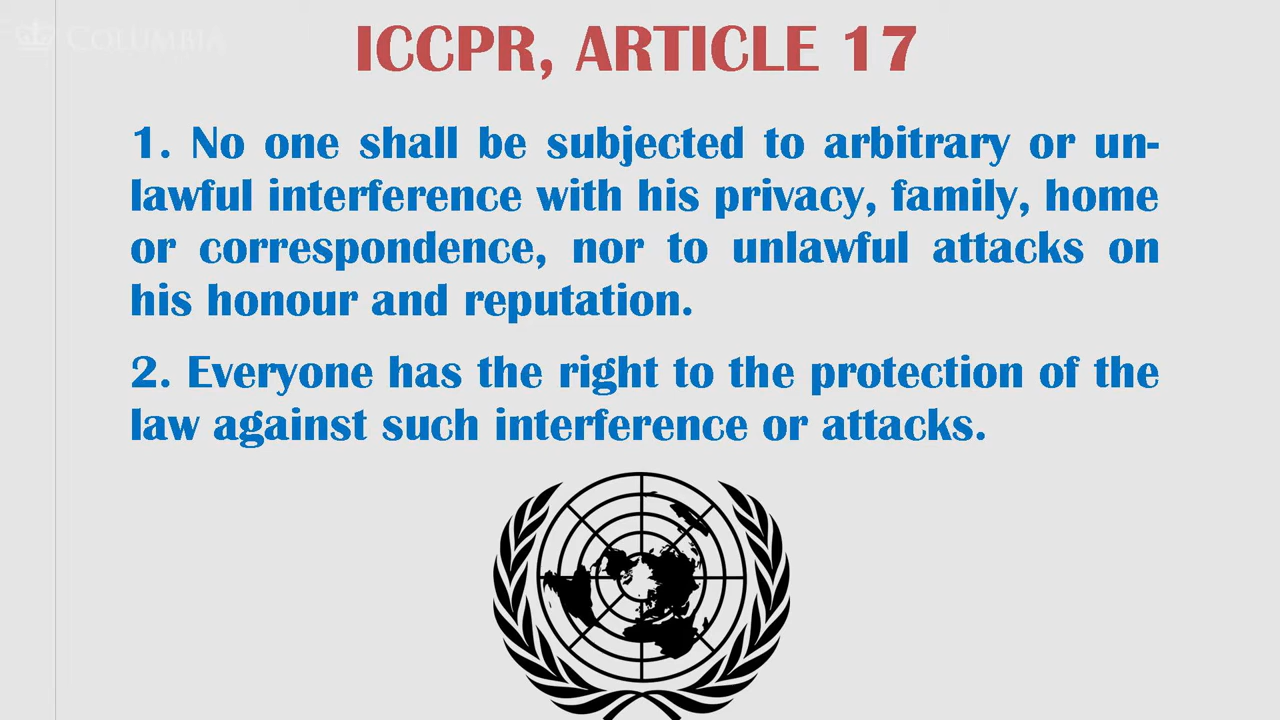 COLUMBIA
ICCPR, ARTICLE 17
1. No one shall be subjected to arbitrary or un-
lawful interference with his privacy, family, home
or correspondence, nor to unlawful attacks on
his honour and reputation.
2. Everyone has the right to the protection of the
law against such interference or attacks.